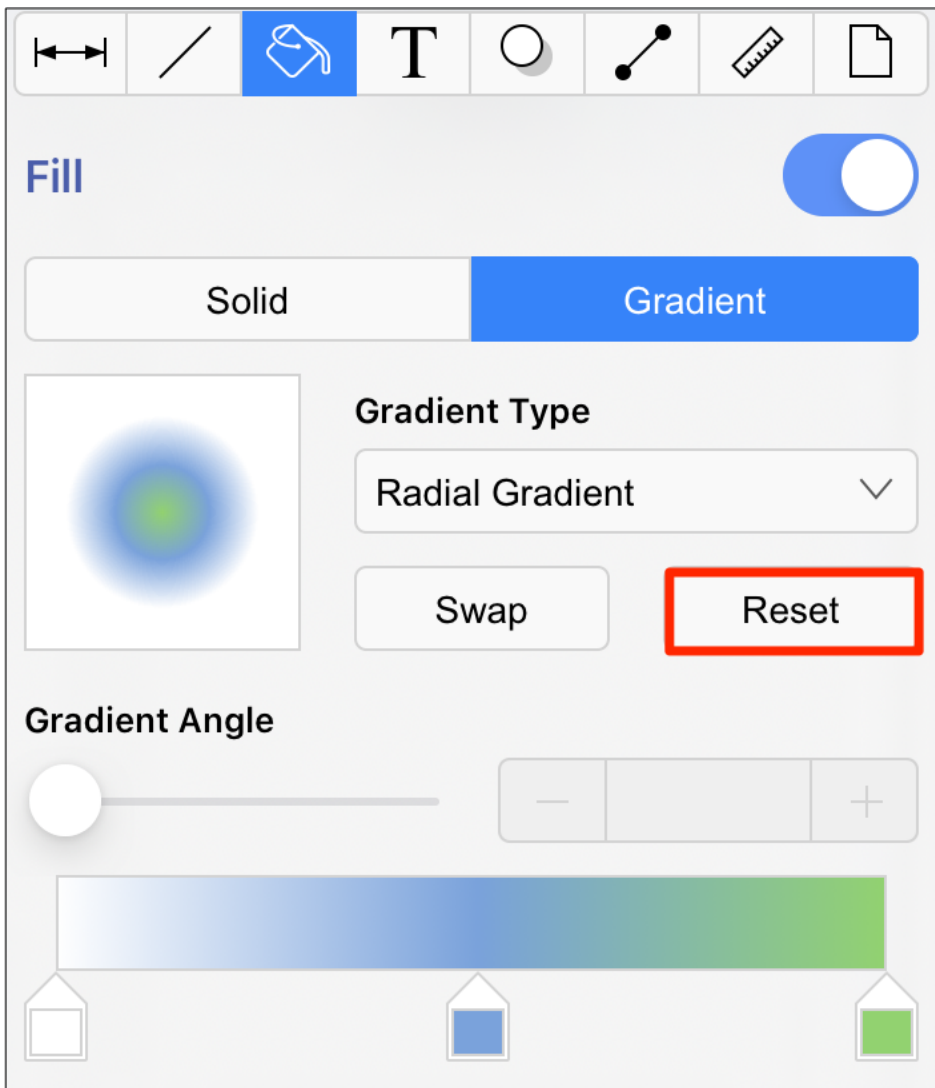 T
Fill
Solid
Gradient
Gradient Type
Radial Gradient
Swap
Reset
Gradient Angle